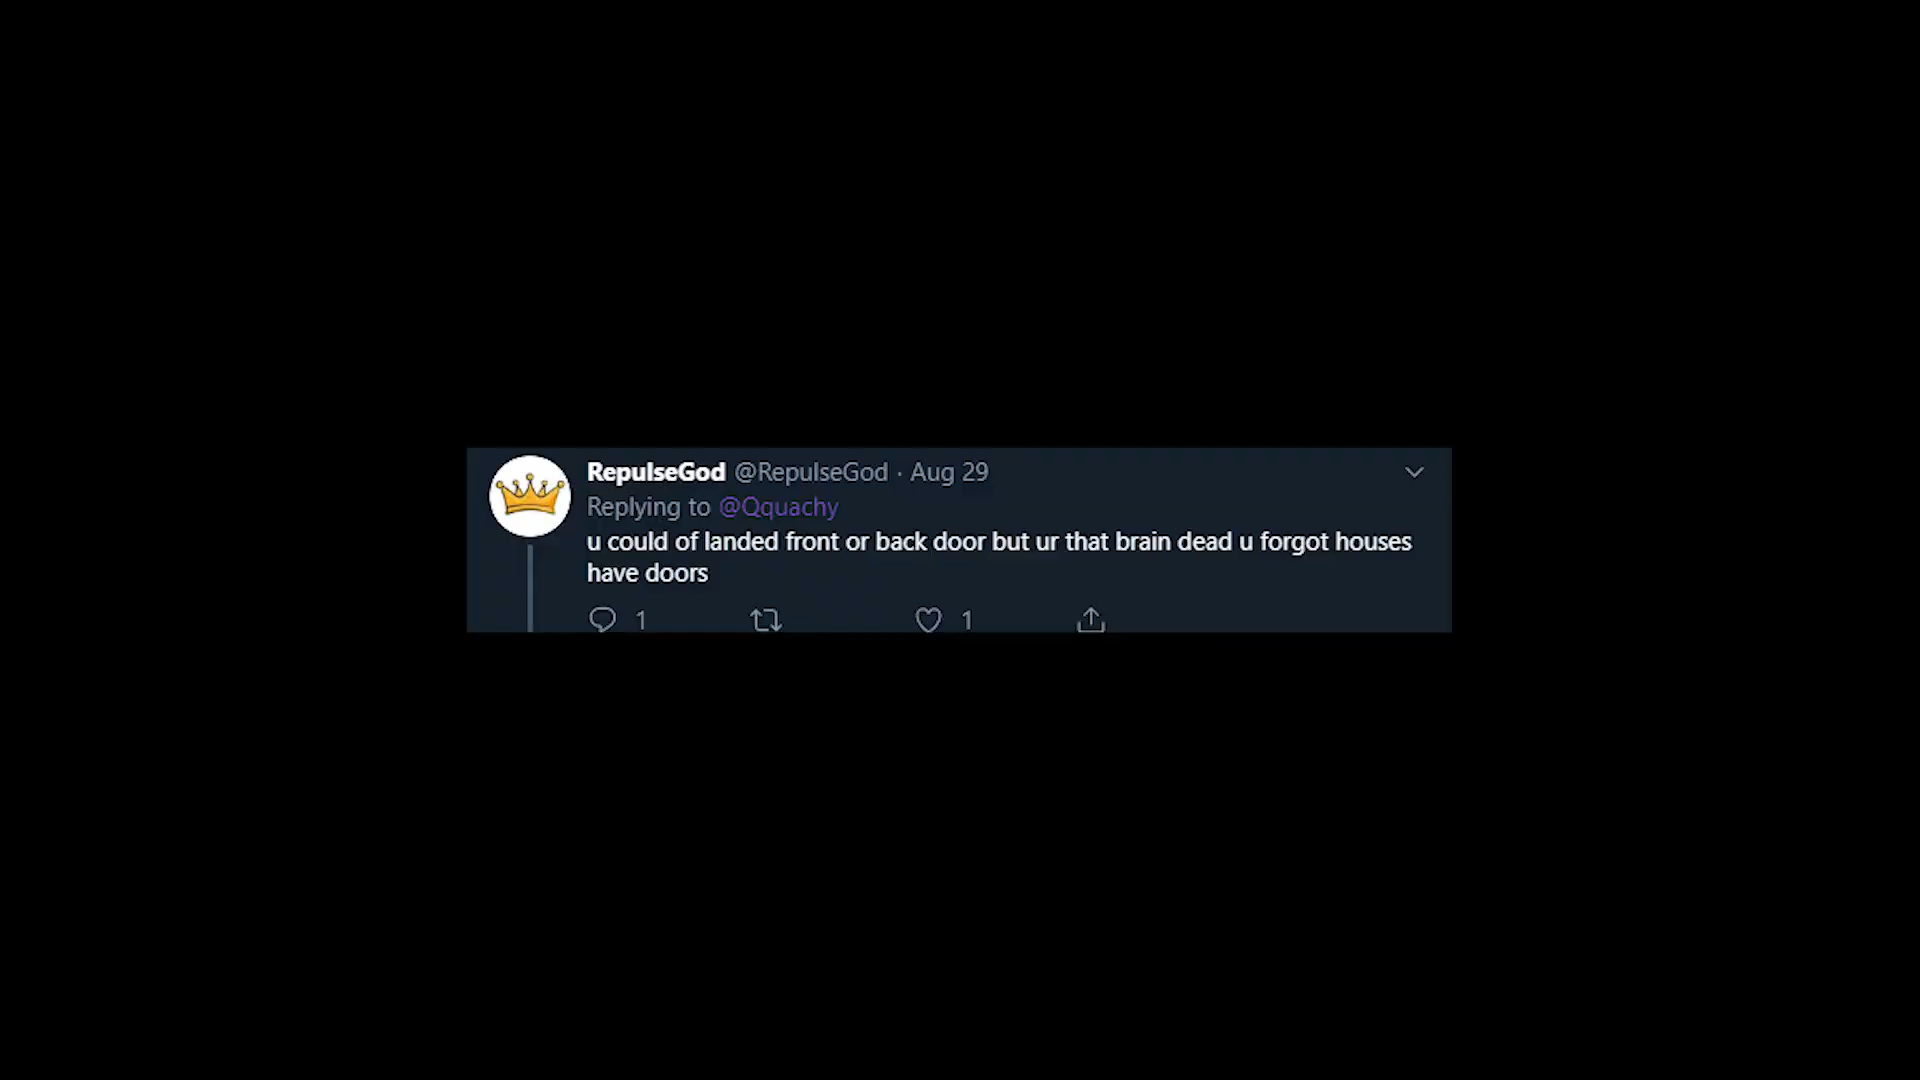 RepulseGod @RepulseGod · Aug 29
Replying to @Qquachy
u could of landed front or back door but ur that brain dead u forgot houses
have doors
1 1